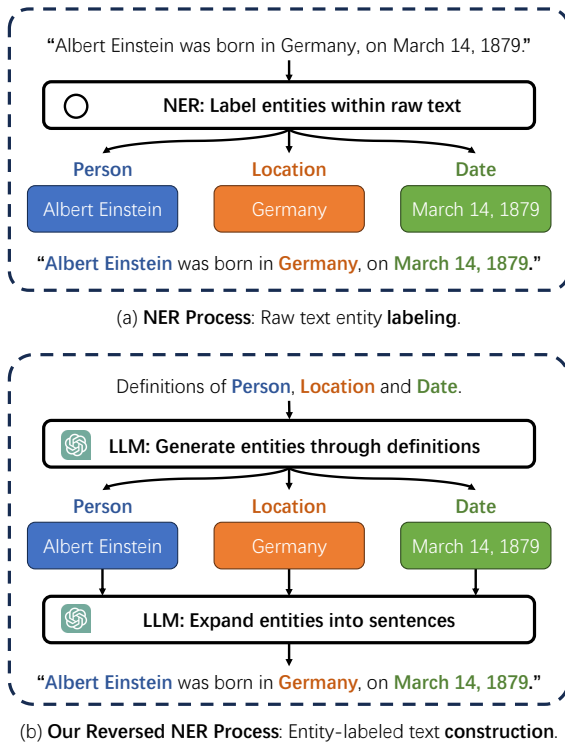 “Albert Einstein was born in Germany, on March 14, 1879.”
NER: Label entities within raw text
Person Location Date
Albert Einstein Germany March 14, 1879
“Albert Einstein was born in Germany, on March 14, 1879.”
(a) NER Process: Raw text entity labeling.
Definitions of Person, Location and Date.
LLM: Generate entities through definitions
Person Location Date
Albert Einstein Germany March 14, 1879
LLM: Expand entities into sentences
“Albert Einstein was born in Germany, on March 14, 1879.”
(b) Our Reversed NER Process: Entity-labeled text construction.